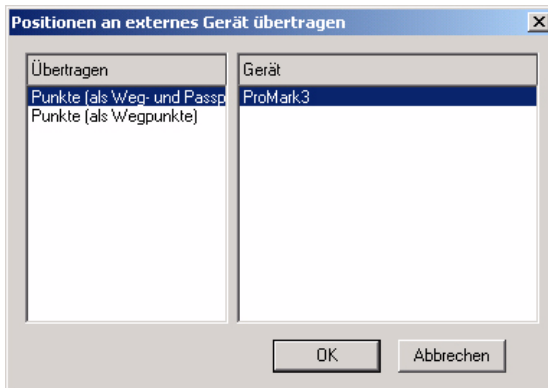 Positionen an externes Gerät übertragen
Übertragen
Gerät
Punkte (als Weg- und Passp
ProMark3
Punkte (als Wegpunkte)
OK
Abbrechen